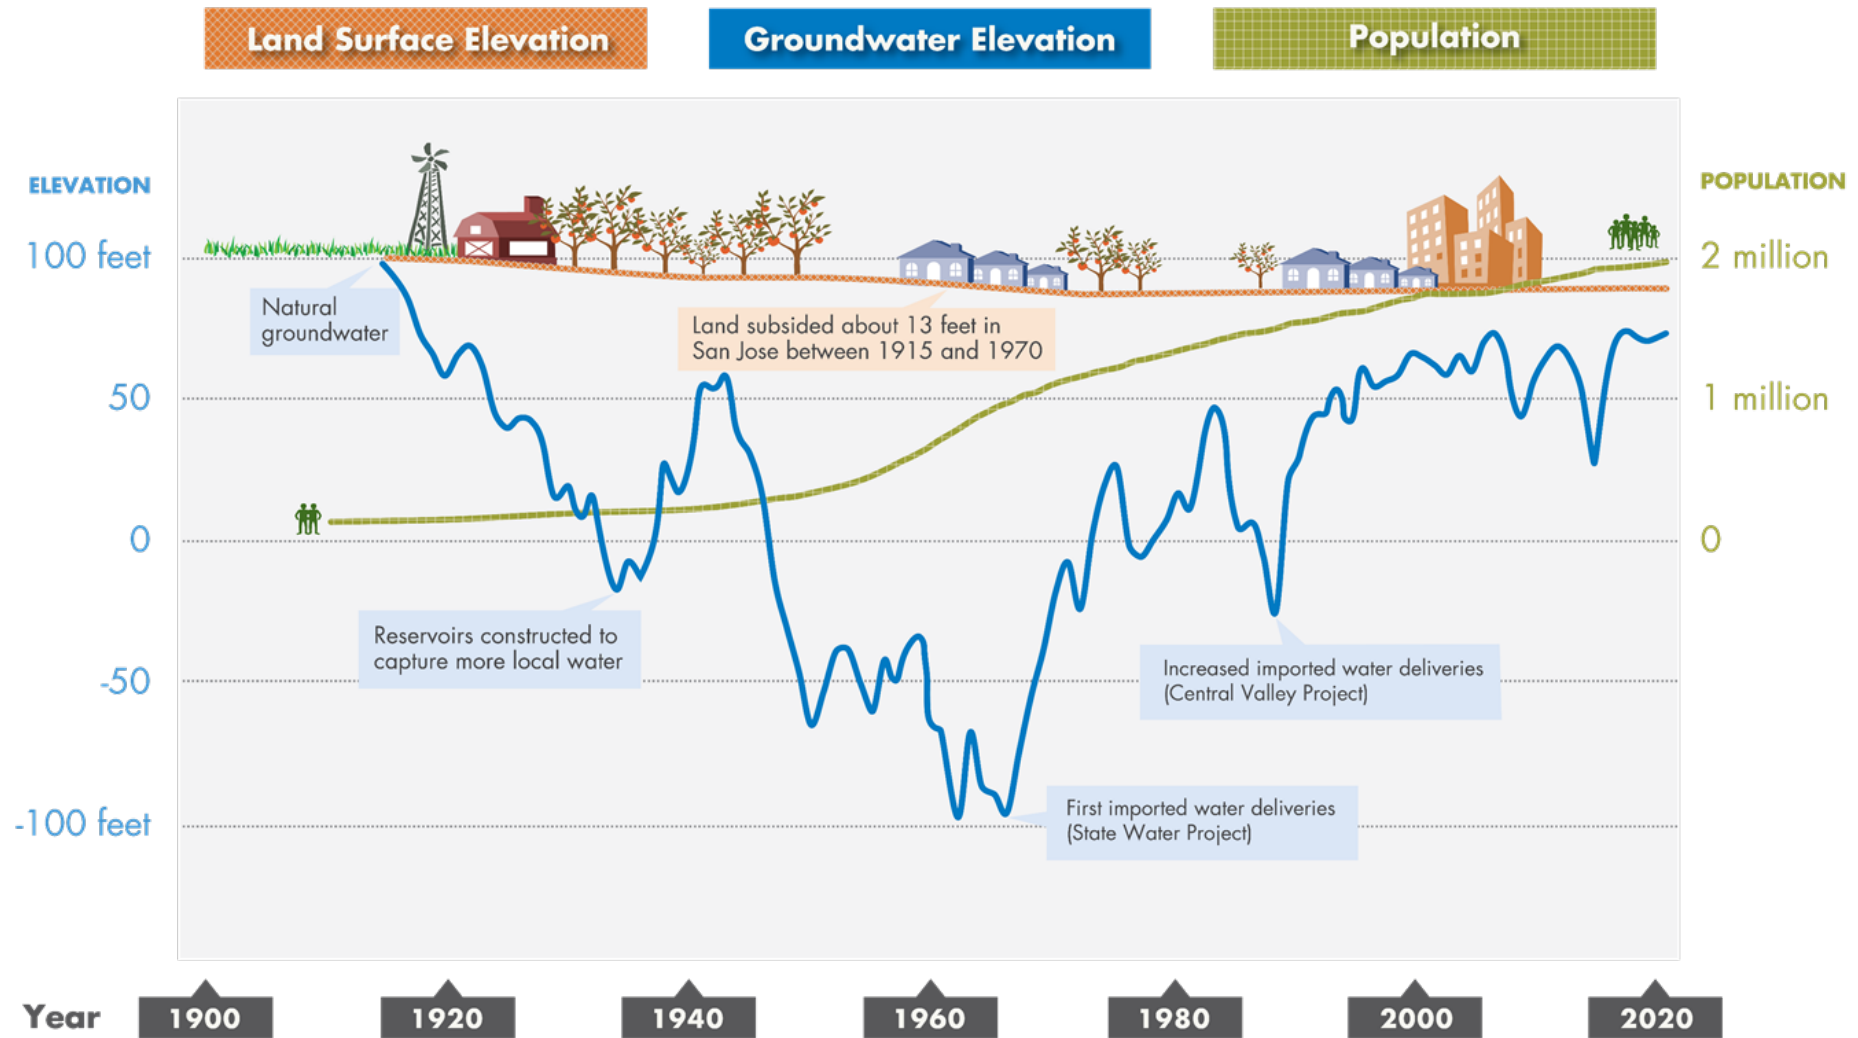 Land Surface Elevation
Groundwater Elevation
Population
ELEVATION
POPULATION
100 feet
2 million
Natural
groundwater
Land subsided about 13 feet in
San Jose between 1915 and 1970
50
1 million
0
0
Reservoirs constructed to
capture more local water
-50
Increased imported water deliveries
(Central Valley Project)
-100 feet
First imported water deliveries
(State Water Project)
Year
1900
1920
1940
1960
1980
2000
2020